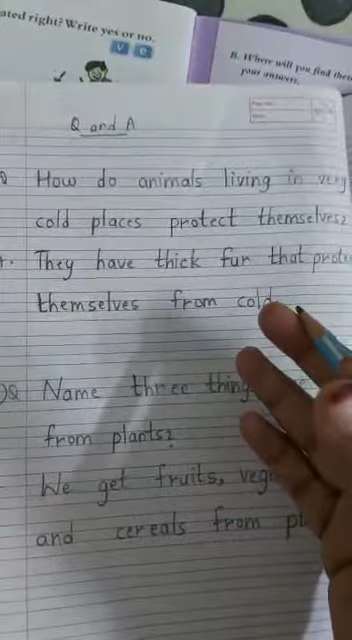 ated right? Write yes or no.
v e
B. Where will you find the
your answers.
Q and A
Q How do animals living in very
cold places protect themselves?
They have thick fur that prote
themselves from cold
Q Name three thing
from plants?
We get fruits, veg
and cereals from pl